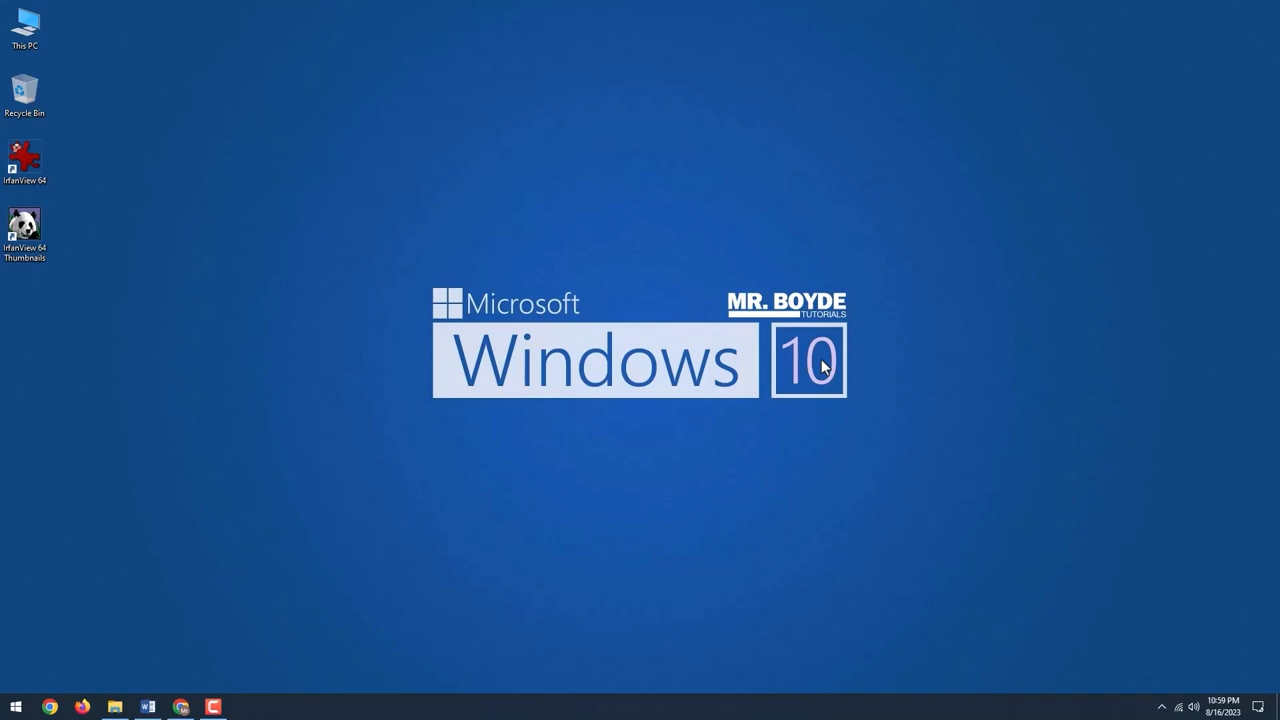 This PC
Recycle Bin
IrfanView 64
IrfanView 64
Thumbnails
Microsoft
MR. BOYDE
TUTORIALS
Windows
10
10:59 PM
8/16/2023